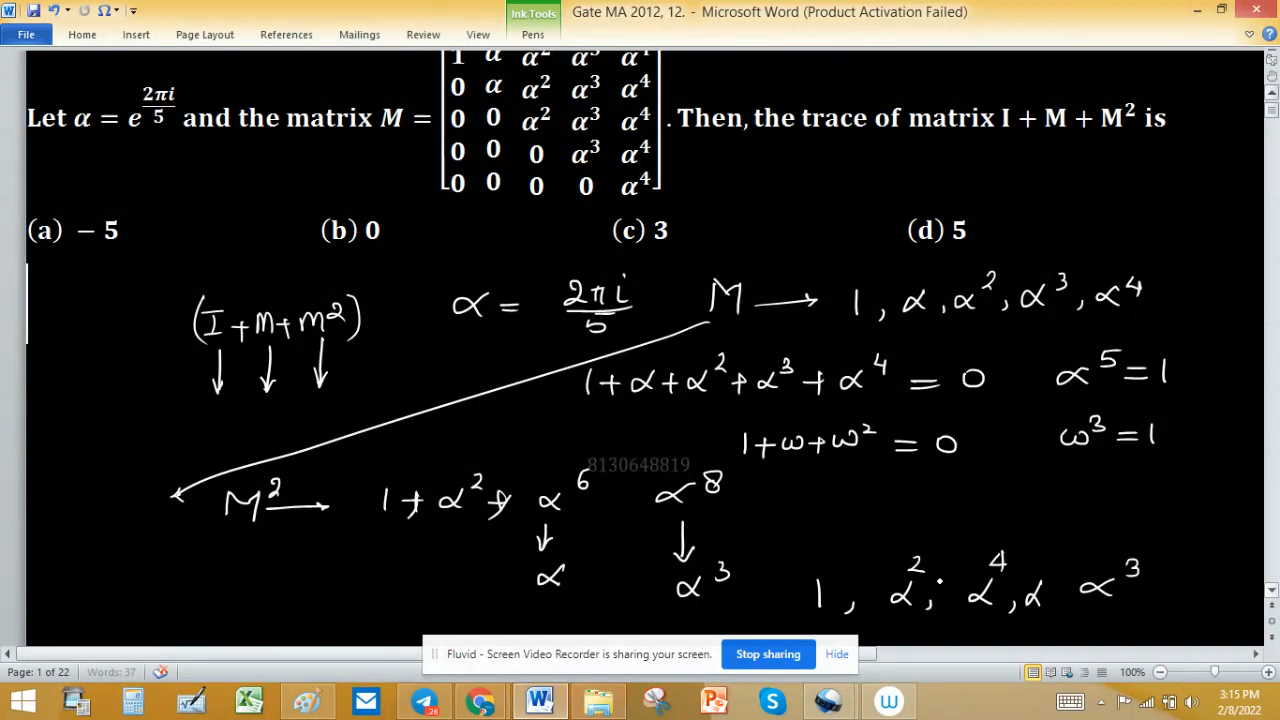 Ink Tools
Gate MA 2012, 12. - Microsoft Word (Product Activation Failed)
File Home Insert Page Layout References Mailings Review View Pens
1 α α² α³ α⁴
0 α α² α³ α⁴
Let α = e^(2πi/5) and the matrix M = 0 0 α² α³ α⁴ . Then, the trace of matrix I + M + M² is
0 0 0 α³ α⁴
0 0 0 0 α⁴
(a) − 5 (b) 0 (c) 3 (d) 5
(I + M + M²) α = 2πi/5 M → 1, α, α², α³, α⁴
↓ ↓ ↓
1 + α + α² + α³ + α⁴ = 0 α⁵ = 1
1 + ω + ω² = 0 ω³ = 1
8130648819
M² → 1 + α² + α⁶ α⁸
↓ ↓
α α³ 1, α², α⁴, α α³
Fluvid - Screen Video Recorder is sharing your screen. Stop sharing Hide
Page: 1 of 22 Words: 37 100%
26
3:15 PM
2/8/2022